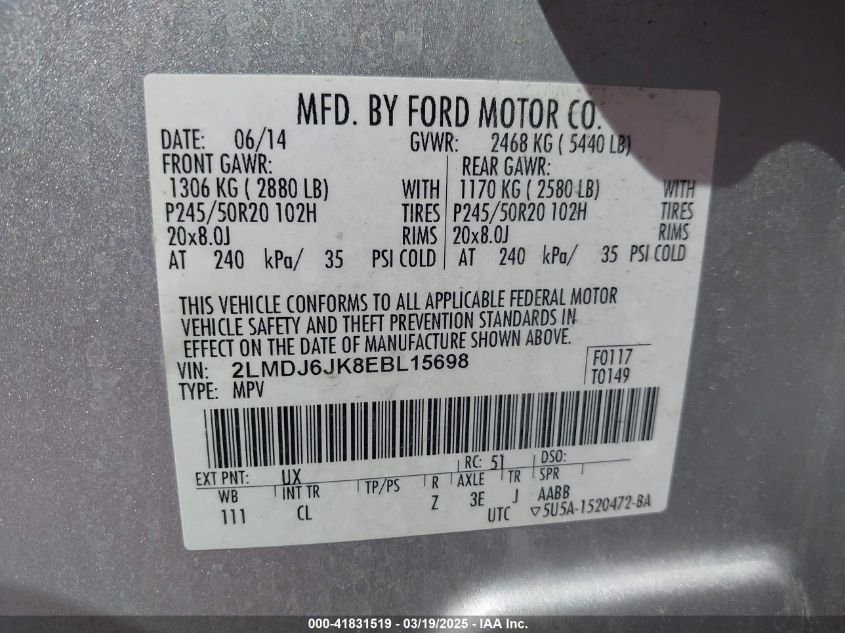 MFD. BY FORD MOTOR CO.
DATE: 06/14 GVWR: 2468 KG ( 5440 LB)
FRONT GAWR: REAR GAWR:
1306 KG ( 2880 LB) WITH 1170 KG ( 2580 LB) WITH
P245/50R20 102H TIRES P245/50R20 102H TIRES
20x8.0J RIMS 20x8.0J RIMS
AT 240 kPa/ 35 PSI COLD AT 240 kPa/ 35 PSI COLD
THIS VEHICLE CONFORMS TO ALL APPLICABLE FEDERAL MOTOR
VEHICLE SAFETY AND THEFT PREVENTION STANDARDS IN
EFFECT ON THE DATE OF MANUFACTURE SHOWN ABOVE.
VIN: 2LMDJ6JK8EBL15698 F0117
TYPE: MPV T0149
EXT PNT: UX RC: 51 DSO:
WB INT TR TP/PS R AXLE TR SPR
111 CL Z 3E J AABB
UTC ▽5U5A-1520472-BA
000-41831519 — 03/19/2025 — IAA Inc.